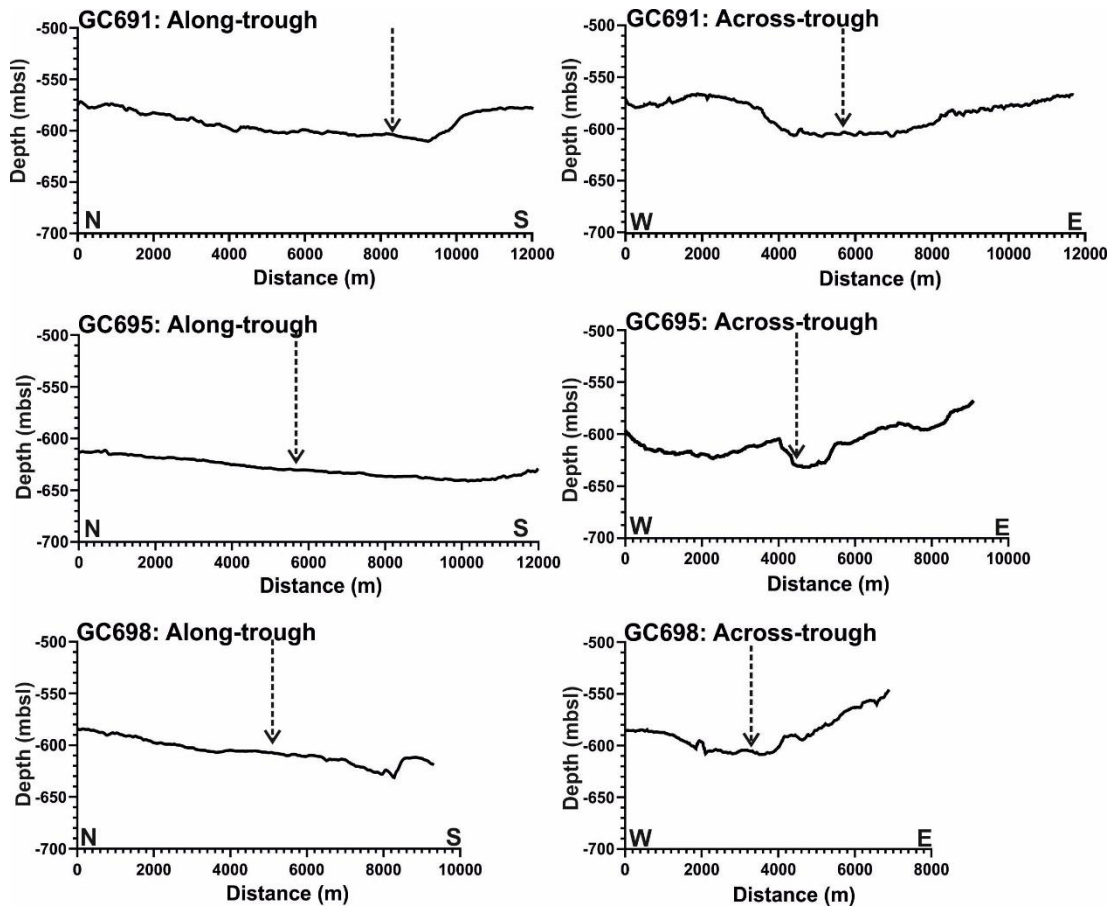 GC691: Along-trough
-500
-550
-600
-650
-700
Depth (mbsl)
N
S
0 2000 4000 6000 8000 10000 12000
Distance (m)
GC691: Across-trough
-500
-550
-600
-650
-700
Depth (mbsl)
W
E
0 2000 4000 6000 8000 10000 12000
Distance (m)
GC695: Along-trough
-500
-550
-600
-650
-700
Depth (mbsl)
N
S
0 2000 4000 6000 8000 10000 12000
Distance (m)
GC695: Across-trough
-500
-550
-600
-650
-700
Depth (mbsl)
W
E
0 2000 4000 6000 8000 10000
Distance (m)
GC698: Along-trough
-500
-550
-600
-650
-700
Depth (mbsl)
N
S
0 2000 4000 6000 8000 10000
Distance (m)
GC698: Across-trough
-500
-550
-600
-650
-700
Depth (mbsl)
W
E
0 2000 4000 6000 8000
Distance (m)